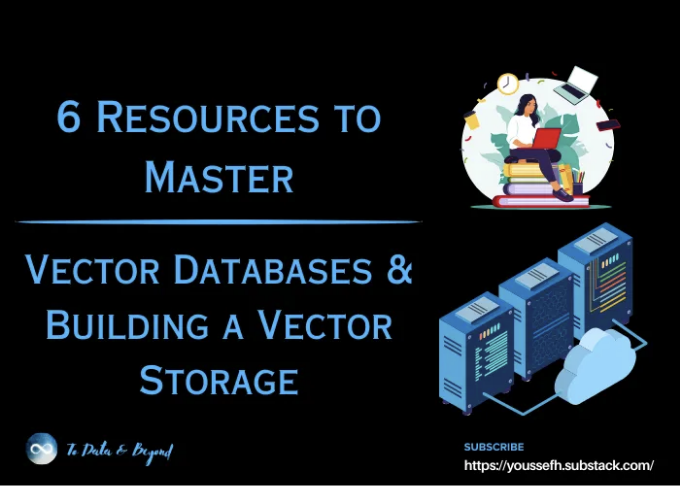 6 Resources to
Master
Vector Databases &
Building a Vector
Storage
To Data & Beyond
SUBSCRIBE
https://youssefh.substack.com/